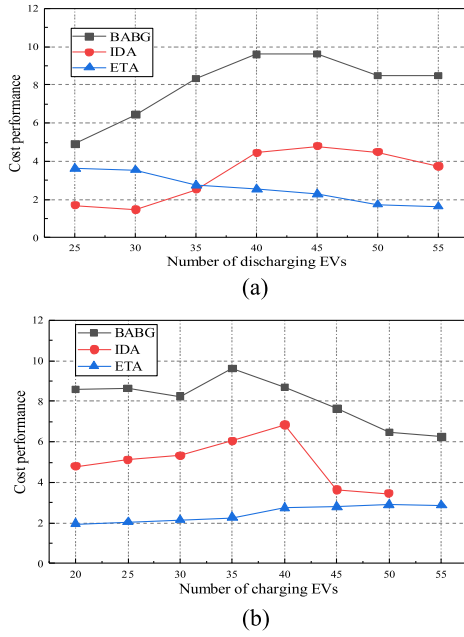 12
10
8
6
4
2
0
Cost performance
BABG
IDA
ETA
25 30 35 40 45 50 55
Number of discharging EVs
(a)
12
10
8
6
4
2
0
Cost performance
BABG
IDA
ETA
20 25 30 35 40 45 50 55
Number of charging EVs
(b)